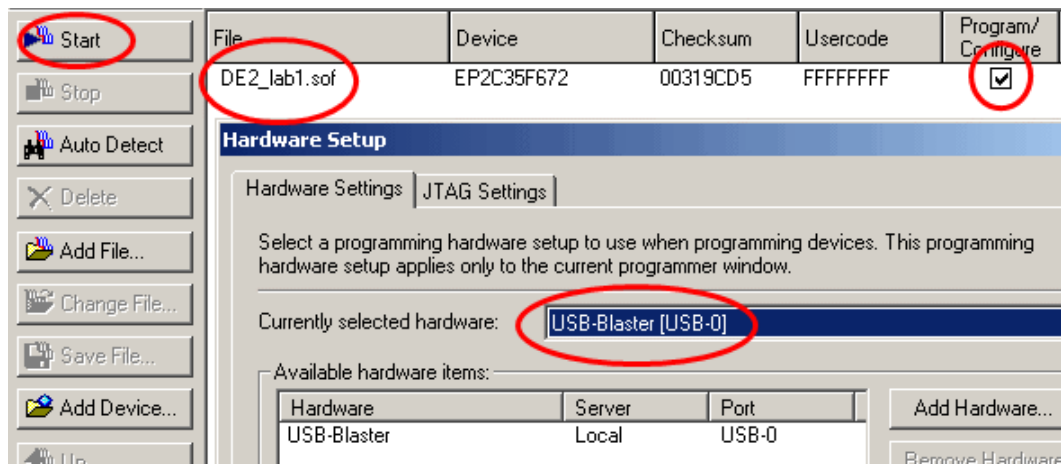 Start
File
Device
Checksum
Usercode
Program/
Configure
DE2_lab1.sof
EP2C35F672
00319CD5
FFFFFFFF
Stop
Auto Detect
Delete
Add File...
Change File...
Save File...
Add Device...
Up
Hardware Setup
Hardware Settings
JTAG Settings
Select a programming hardware setup to use when programming devices. This programming
hardware setup applies only to the current programmer window.
Currently selected hardware:
USB-Blaster [USB-0]
Available hardware items:
Hardware
Server
Port
USB-Blaster
Local
USB-0
Add Hardware...
Remove Hardware